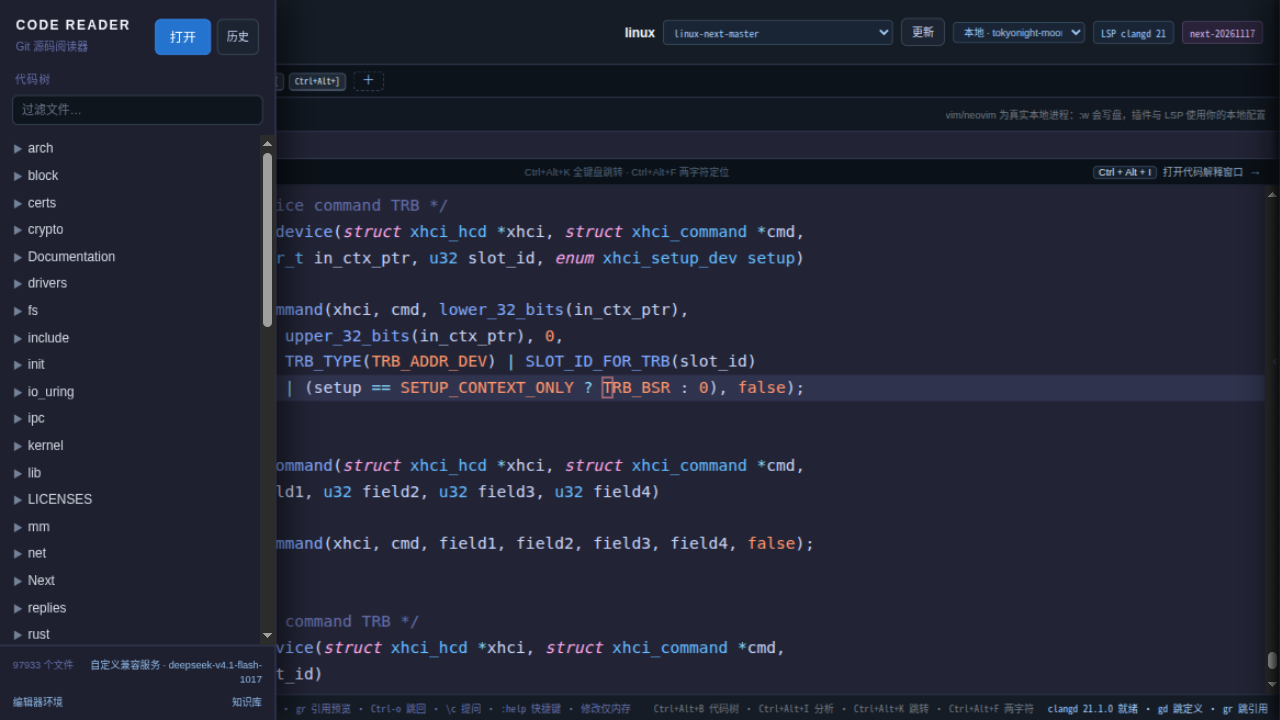 CODE READER
Git 源码阅读器
打开
历史
linux
linux-next-master
更新
本地 · tokyonight-moon
LSP clangd 21
next-20261117
代码树
Ctrl+Alt+]
+
过滤文件…
vim/neovim 为真实本地进程：:w 会写盘，插件与 LSP 使用你的本地配置
Ctrl+Alt+K 全键盘跳转 · Ctrl+Alt+F 两字符定位
Ctrl + Alt + I 打开代码解释窗口 →
arch
block
certs
crypto
Documentation
drivers
fs
include
init
io_uring
ipc
kernel
lib
LICENSES
mm
net
Next
replies
rust
ice command TRB */
device(struct xhci_hcd *xhci, struct xhci_command *cmd,
r_t in_ctx_ptr, u32 slot_id, enum xhci_setup_dev setup)
mmand(xhci, cmd, lower_32_bits(in_ctx_ptr),
upper_32_bits(in_ctx_ptr), 0,
TRB_TYPE(TRB_ADDR_DEV) | SLOT_ID_FOR_TRB(slot_id)
| (setup == SETUP_CONTEXT_ONLY ? TRB_BSR : 0), false);
ommand(struct xhci_hcd *xhci, struct xhci_command *cmd,
ld1, u32 field2, u32 field3, u32 field4)
mmand(xhci, cmd, field1, field2, field3, field4, false);
command TRB */
vice(struct xhci_hcd *xhci, struct xhci_command *cmd,
t_id)
97933 个文件
自定义兼容服务 · deepseek-v4.1-flash-
1017
编辑器环境
知识库
· gr 引用预览 · Ctrl-o 跳回 · \c 提问 · :help 快捷键 · 修改仅内存
Ctrl+Alt+B 代码树 · Ctrl+Alt+I 分析 · Ctrl+Alt+K 跳转 · Ctrl+Alt+F 两字符
clangd 21.1.0 就绪 · gd 跳定义 · gr 跳引用